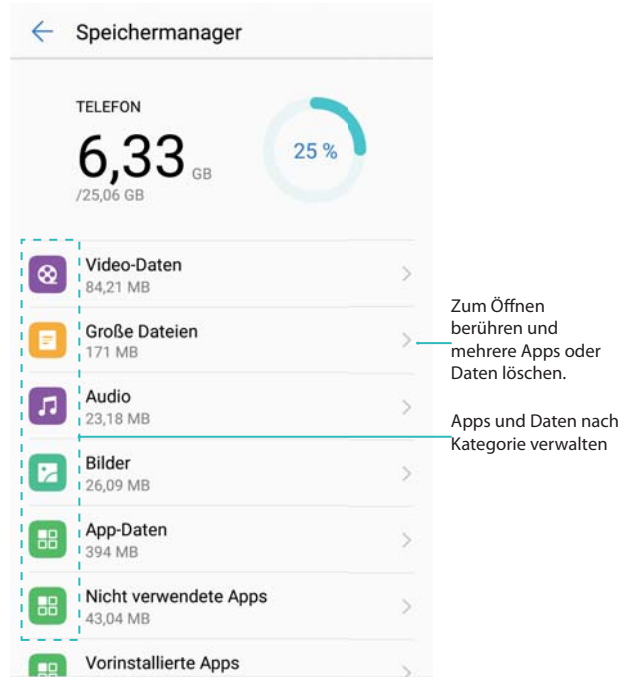 Speichermanager
TELEFON
6,33 GB
/25,06 GB
25 %
Video-Daten
84,21 MB
Große Dateien
171 MB
Audio
23,18 MB
Bilder
26,09 MB
App-Daten
394 MB
Nicht verwendete Apps
43,04 MB
Vorinstallierte Apps
Zum Öffnen
berühren und
mehrere Apps oder
Daten löschen.
Apps und Daten nach
Kategorie verwalten